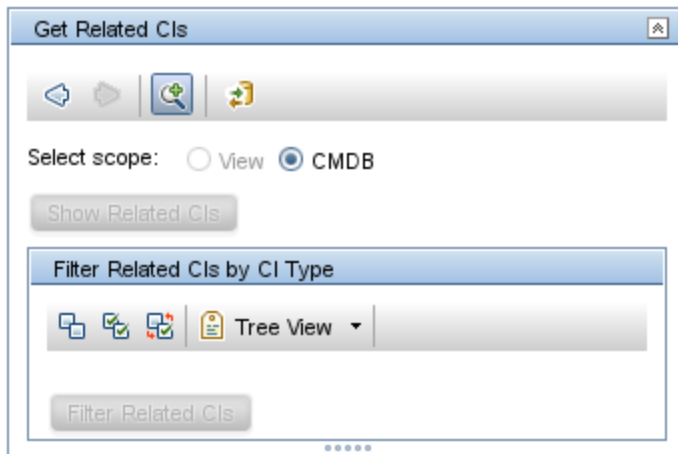 Get Related CIs
Select scope: View CMDB
Show Related CIs
Filter Related CIs by CI Type
Tree View
Filter Related CIs